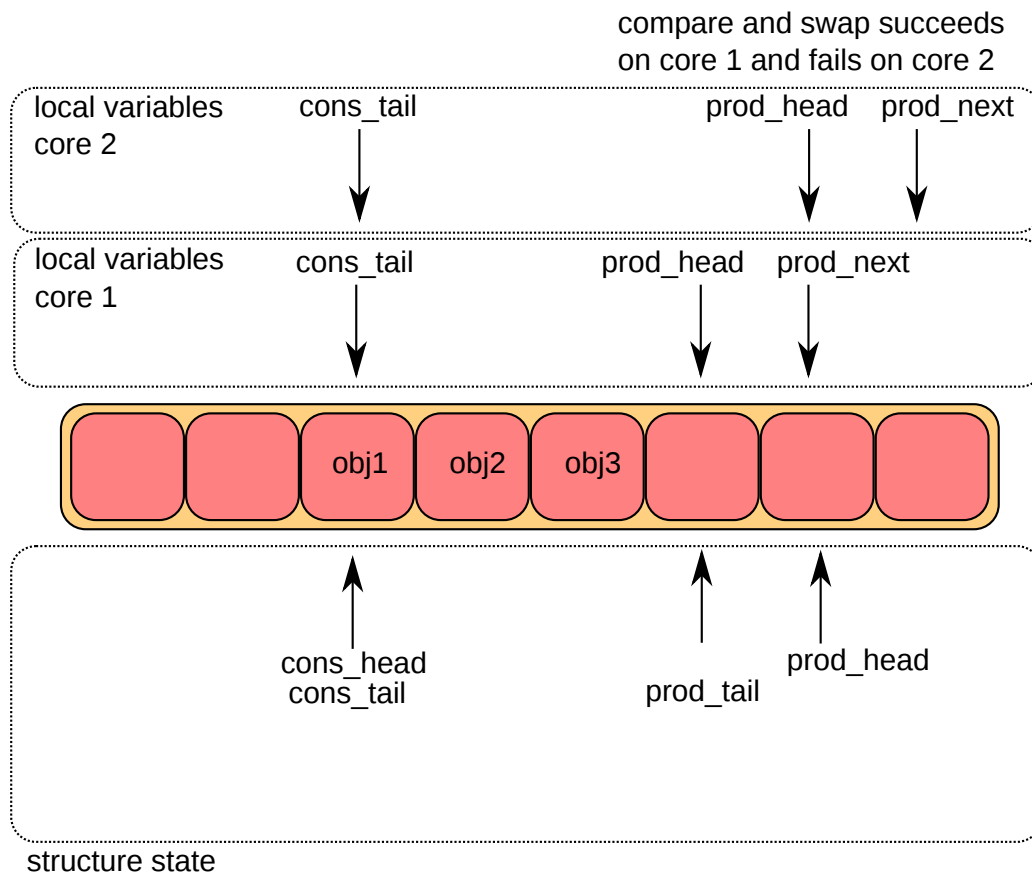 compare and swap succeeds
on core 1 and fails on core 2
local variables
core 2
cons_tail
prod_head
prod_next
local variables
core 1
cons_tail
prod_head
prod_next
obj1
obj2
obj3
cons_head
cons_tail
prod_tail
prod_head
structure state